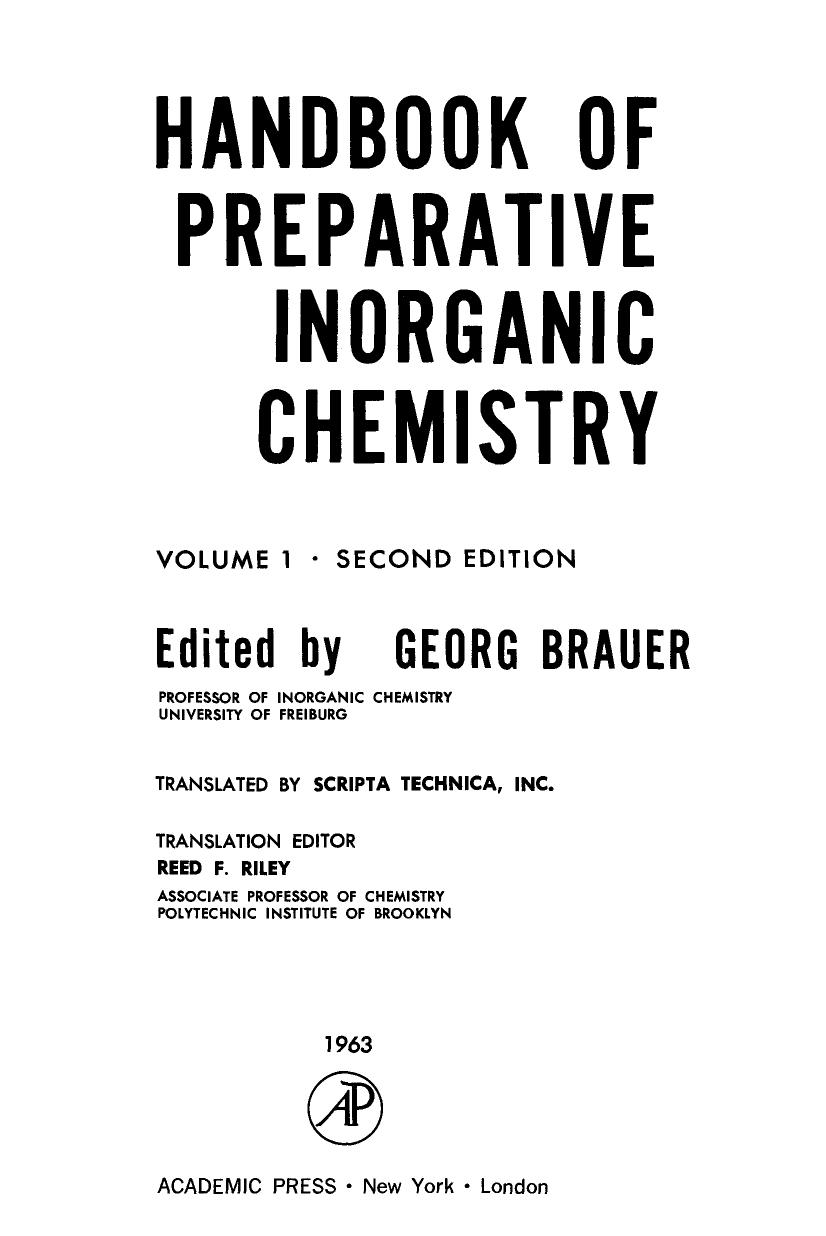 HANDBOOK OF
PREPARATIVE
INORGANIC
CHEMISTRY
VOLUME 1 · SECOND EDITION
Edited by GEORG BRAUER
PROFESSOR OF INORGANIC CHEMISTRY
UNIVERSITY OF FREIBURG
TRANSLATED BY SCRIPTA TECHNICA, INC.
TRANSLATION EDITOR
REED F. RILEY
ASSOCIATE PROFESSOR OF CHEMISTRY
POLYTECHNIC INSTITUTE OF BROOKLYN
1963
AP
ACADEMIC PRESS · New York · London